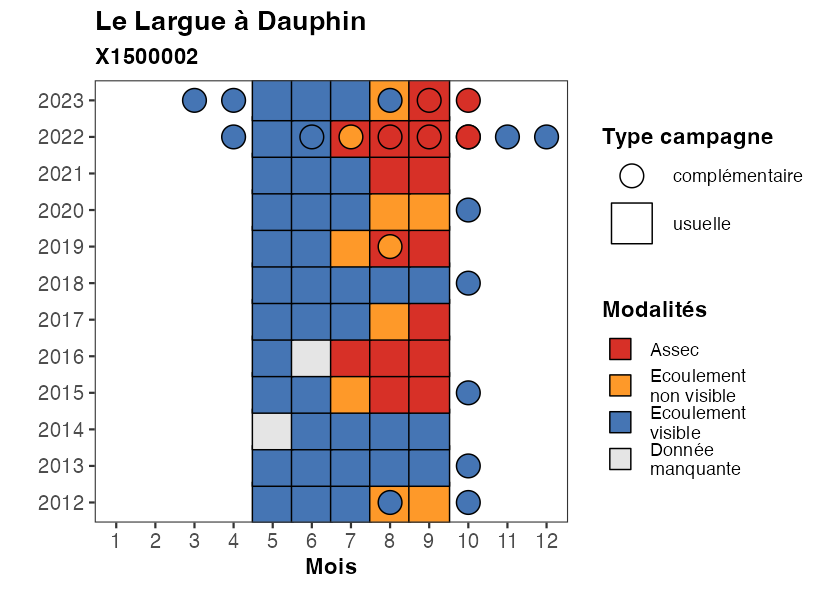 Le Largue à Dauphin
X1500002
2023
2022
2021
2020
2019
2018
2017
2016
2015
2014
2013
2012
1 2 3 4 5 6 7 8 9 10 11 12
Mois
Type campagne
complémentaire
usuelle
Modalités
Assec
Ecoulement
non visible
Ecoulement
visible
Donnée
manquante